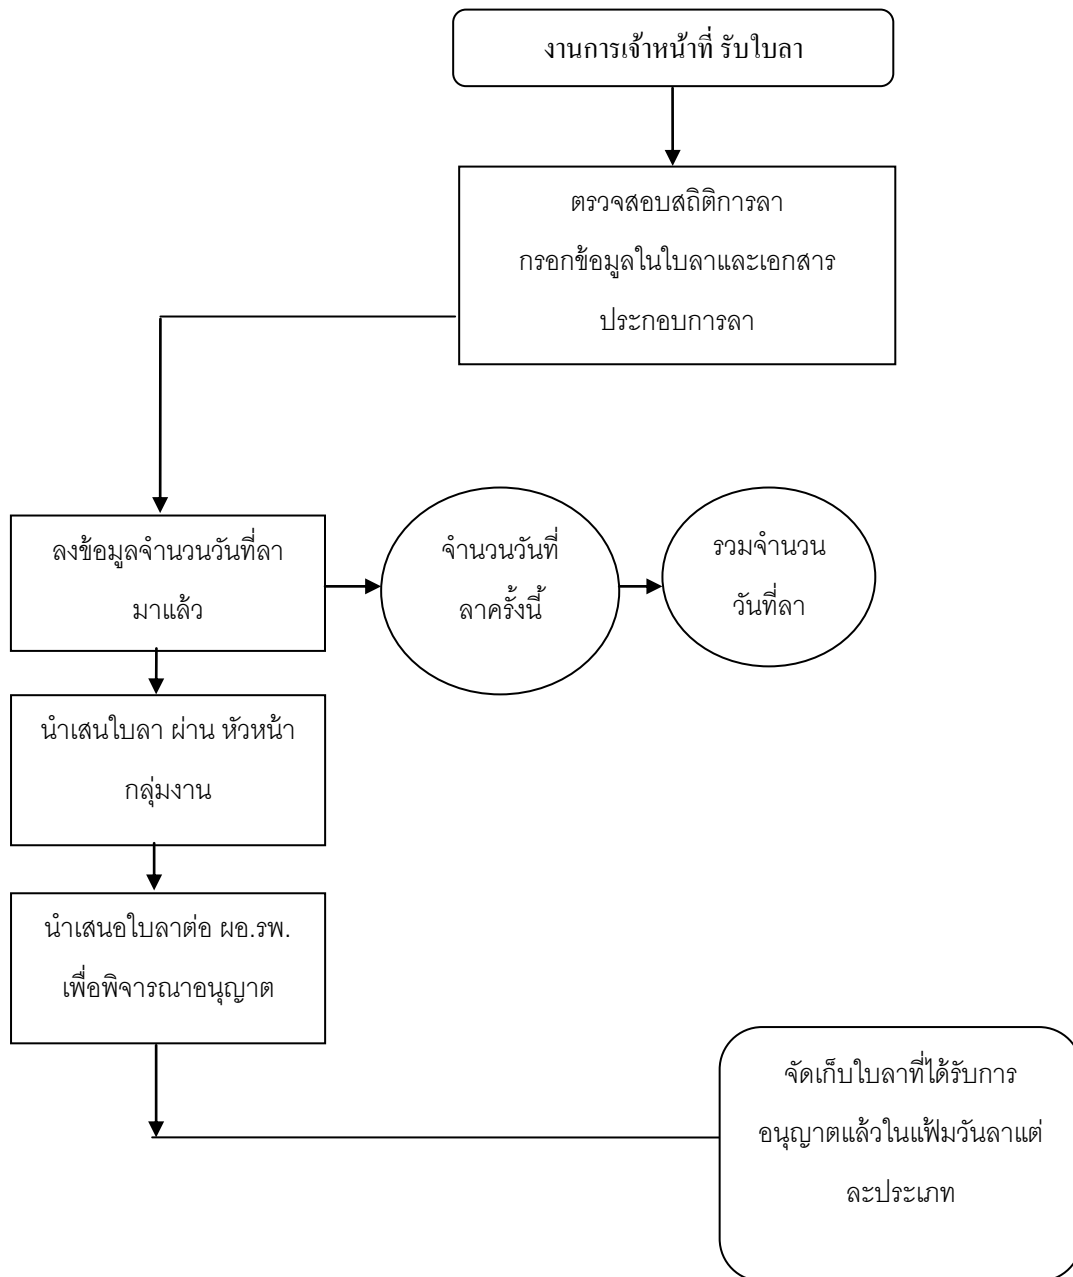 งานการเจ้าหน้าที่ รับใบลา
ตรวจสอบสถิติการลา
กรอกข้อมูลในใบลาและเอกสาร
ประกอบการลา
ลงข้อมูลจำนวนวันที่ลา
มาแล้ว
จำนวนวันที่
ลาครั้งนี้
รวมจำนวน
วันที่ลา
นำเสนใบลา ผ่าน หัวหน้า
กลุ่มงาน
นำเสนอใบลาต่อ ผอ.รพ.
เพื่อพิจารณาอนุญาต
จัดเก็บใบลาที่ได้รับการ
อนุญาตแล้วในแฟ้มวันลาแต่
ละประเภท